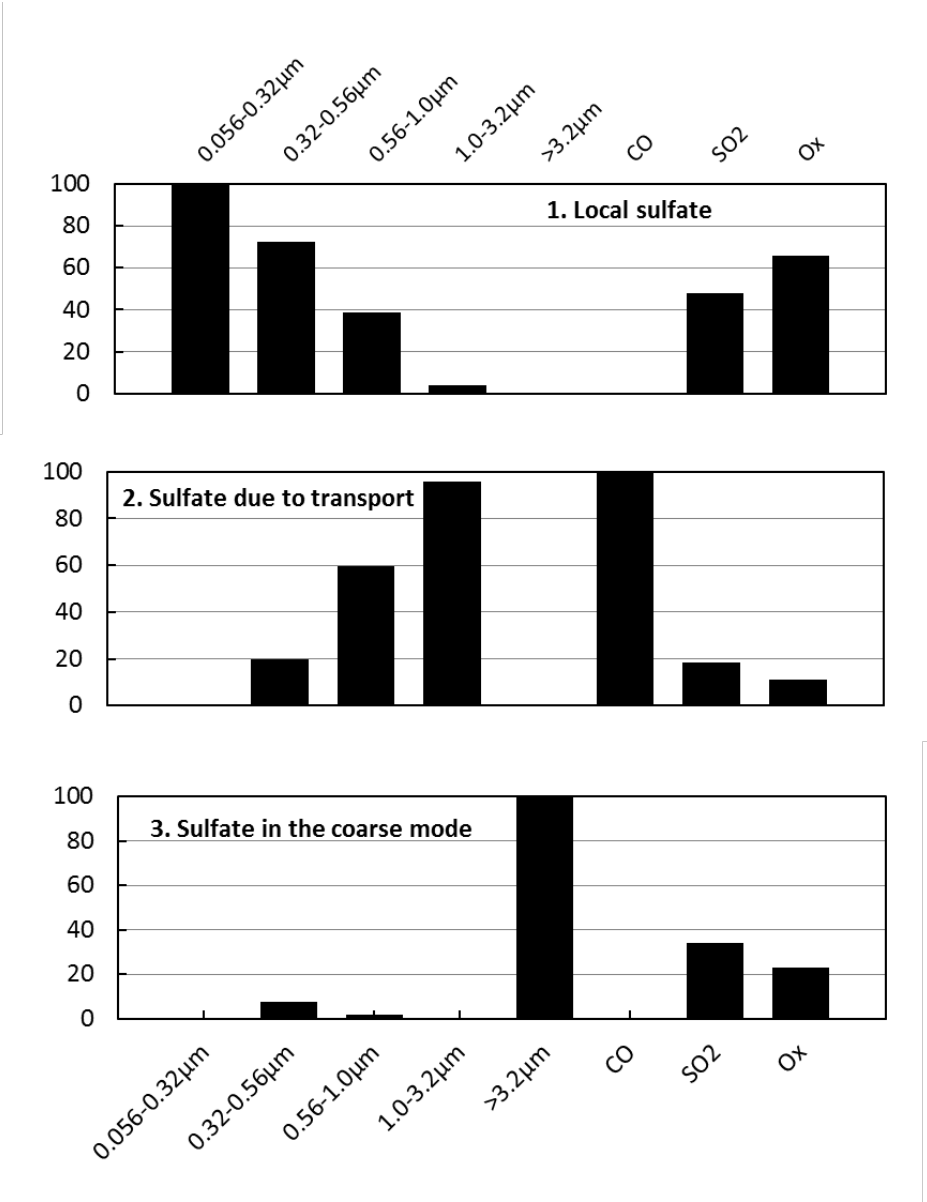 0.056-0.32μm
0.32-0.56μm
0.56-1.0μm
1.0-3.2μm
>3.2μm
CO
SO2
Ox
100
80
60
40
20
0
1. Local sulfate
100
80
60
40
20
0
2. Sulfate due to transport
100
80
60
40
20
0
3. Sulfate in the coarse mode
0.056-0.32μm
0.32-0.56μm
0.56-1.0μm
1.0-3.2μm
>3.2μm
CO
SO2
Ox